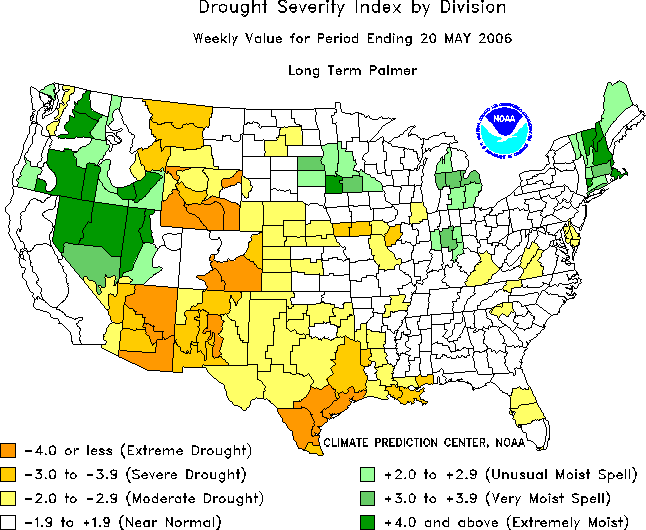 Drought Severity Index by Division
Weekly Value for Period Ending 20 MAY 2006
Long Term Palmer
NOAA
CLIMATE PREDICTION CENTER, NOAA
-4.0 or less (Extreme Drought)
-3.0 to -3.9 (Severe Drought)
-2.0 to -2.9 (Moderate Drought)
-1.9 to +1.9 (Near Normal)
+2.0 to +2.9 (Unusual Moist Spell)
+3.0 to +3.9 (Very Moist Spell)
+4.0 and above (Extremely Moist)